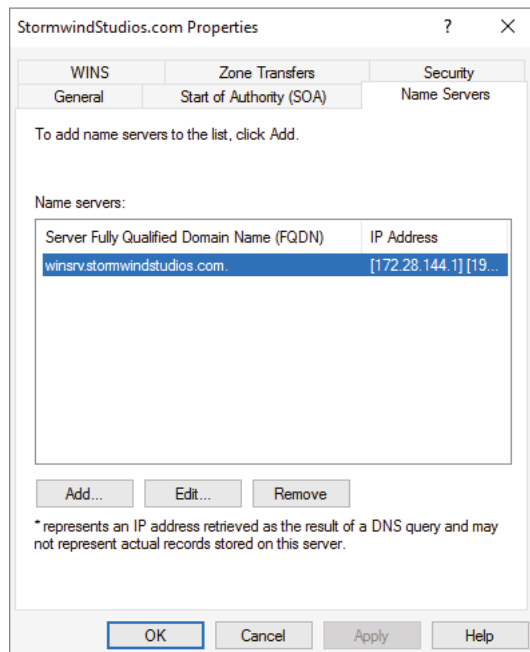 StormwindStudios.com Properties ? X
WINS Zone Transfers Security
General Start of Authority (SOA) Name Servers
To add name servers to the list, click Add.
Name servers:
Server Fully Qualified Domain Name (FQDN) IP Address
winsrv.stormwindstudios.com. [172.28.144.1] [19...
Add... Edit... Remove
* represents an IP address retrieved as the result of a DNS query and may
not represent actual records stored on this server.
OK Cancel Apply Help